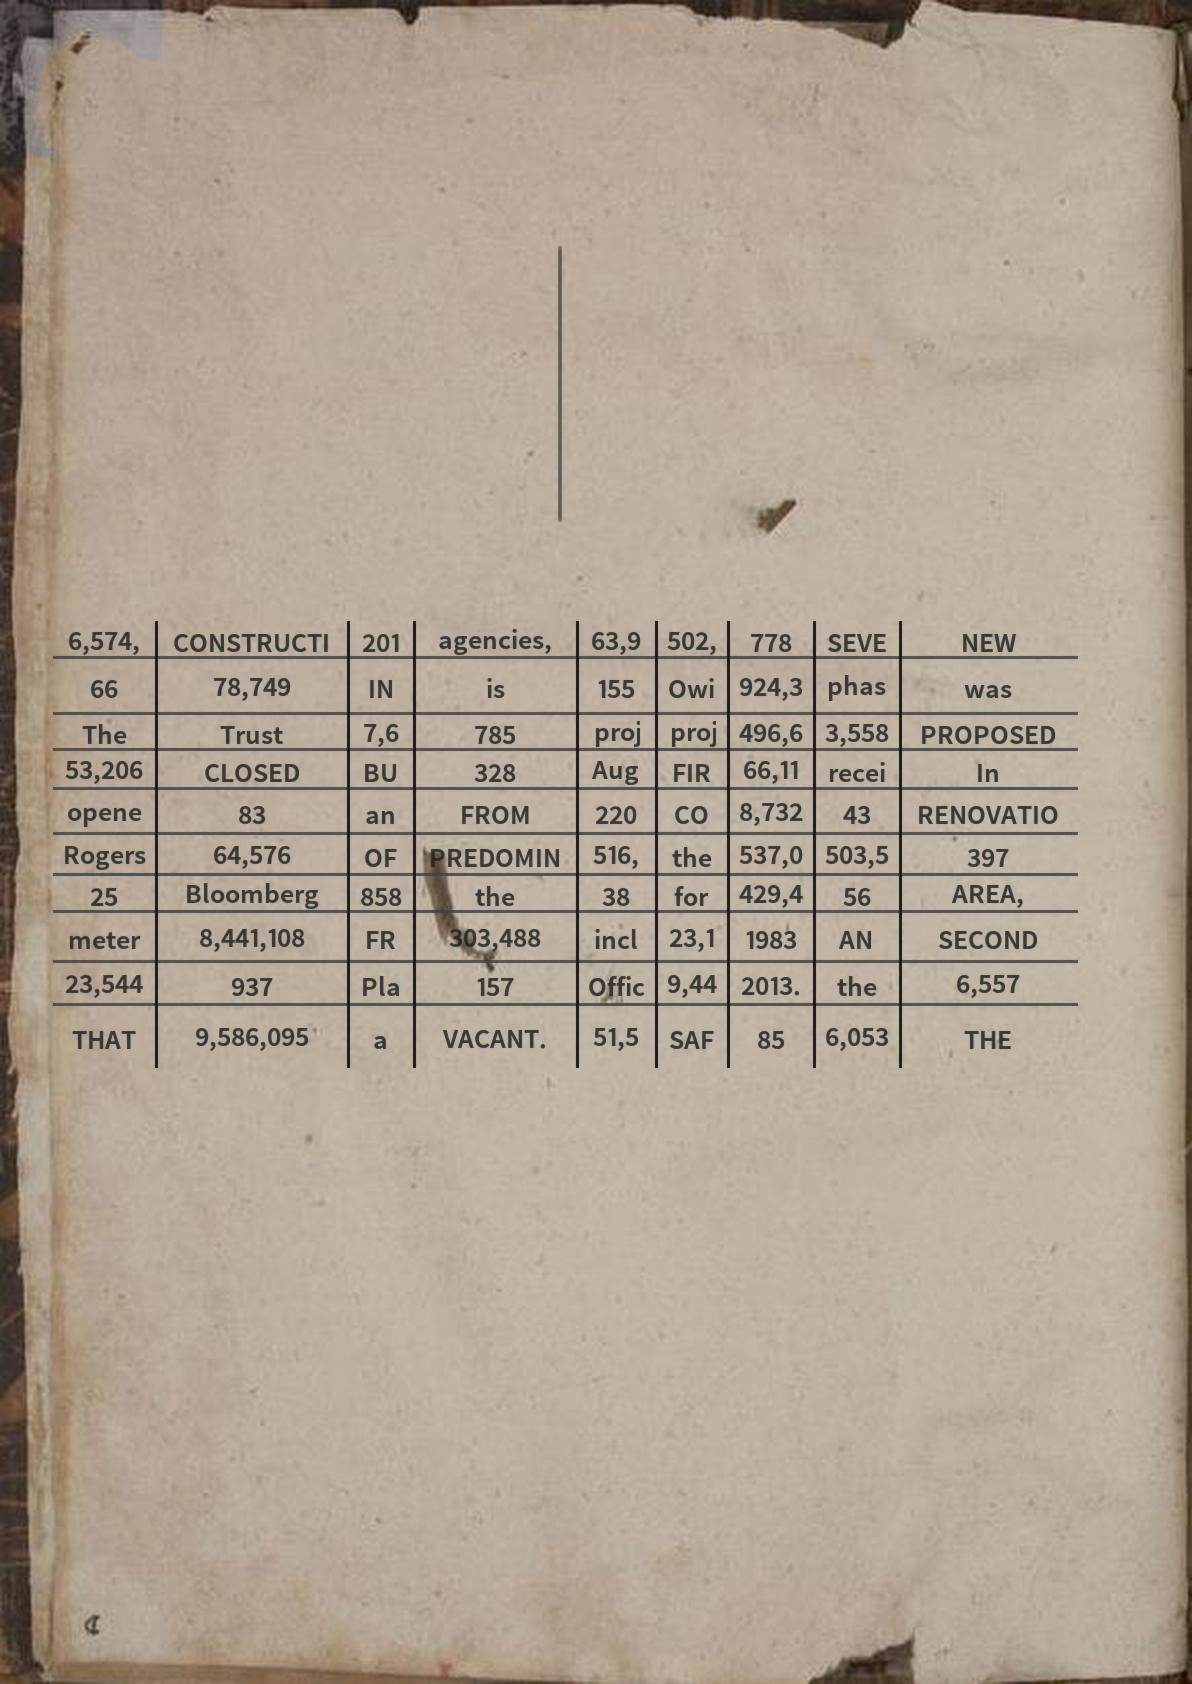 6,574, CONSTRUCTI 201 agencies, 63,9 502, 778 SEVE NEW
66 78,749 IN is 155 Owi 924,3 phas was
The Trust 7,6 785 proj proj 496,6 3,558 PROPOSED
53,206 CLOSED BU 328 Aug FIR 66,11 recei In
opene 83 an FROM 220 CO 8,732 43 RENOVATIO
Rogers 64,576 OF PREDOMIN 516, the 537,0 503,5 397
25 Bloomberg 858 the 38 for 429,4 56 AREA,
meter 8,441,108 FR 303,488 incl 23,1 1983 AN SECOND
23,544 937 Pla 157 Offic 9,44 2013. the 6,557
THAT 9,586,095 a VACANT. 51,5 SAF 85 6,053 THE